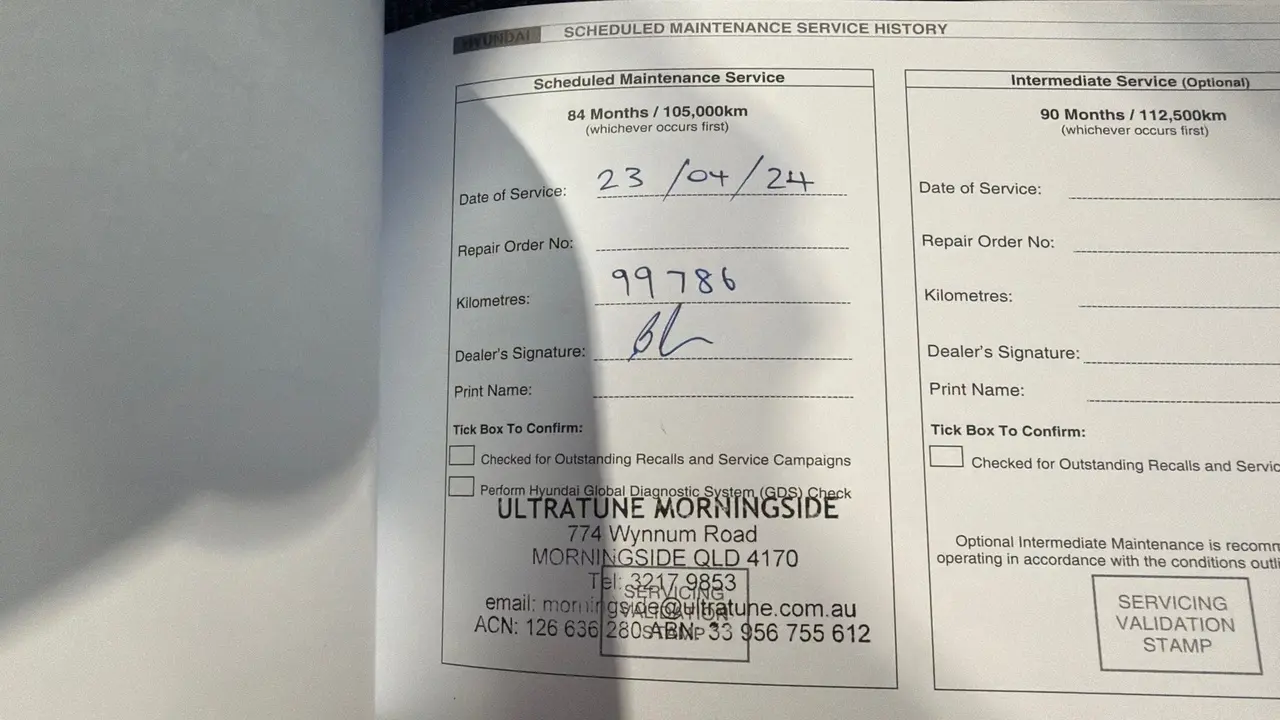 HYUNDAI
SCHEDULED MAINTENANCE SERVICE HISTORY
Scheduled Maintenance Service
84 Months / 105,000km
(whichever occurs first)
Date of Service: 23/04/24
Repair Order No:
Kilometres: 99786
Dealer's Signature:
Print Name:
Tick Box To Confirm:
Checked for Outstanding Recalls and Service Campaigns
Perform Hyundai Global Diagnostic System (GDS) Check
ULTRATUNE MORNINGSIDE
774 Wynnum Road
MORNINGSIDE QLD 4170
Tel: 3217 9853
SERVICING
email: morningside@ultratune.com.au
VALIDATION
ACN: 126 636 280 ABN: 33 956 755 612
STAMP
Intermediate Service (Optional)
90 Months / 112,500km
(whichever occurs first)
Date of Service:
Repair Order No:
Kilometres:
Dealer's Signature:
Print Name:
Tick Box To Confirm:
Checked for Outstanding Recalls and Servic
Optional Intermediate Maintenance is recomm
operating in accordance with the conditions outli
SERVICING
VALIDATION
STAMP